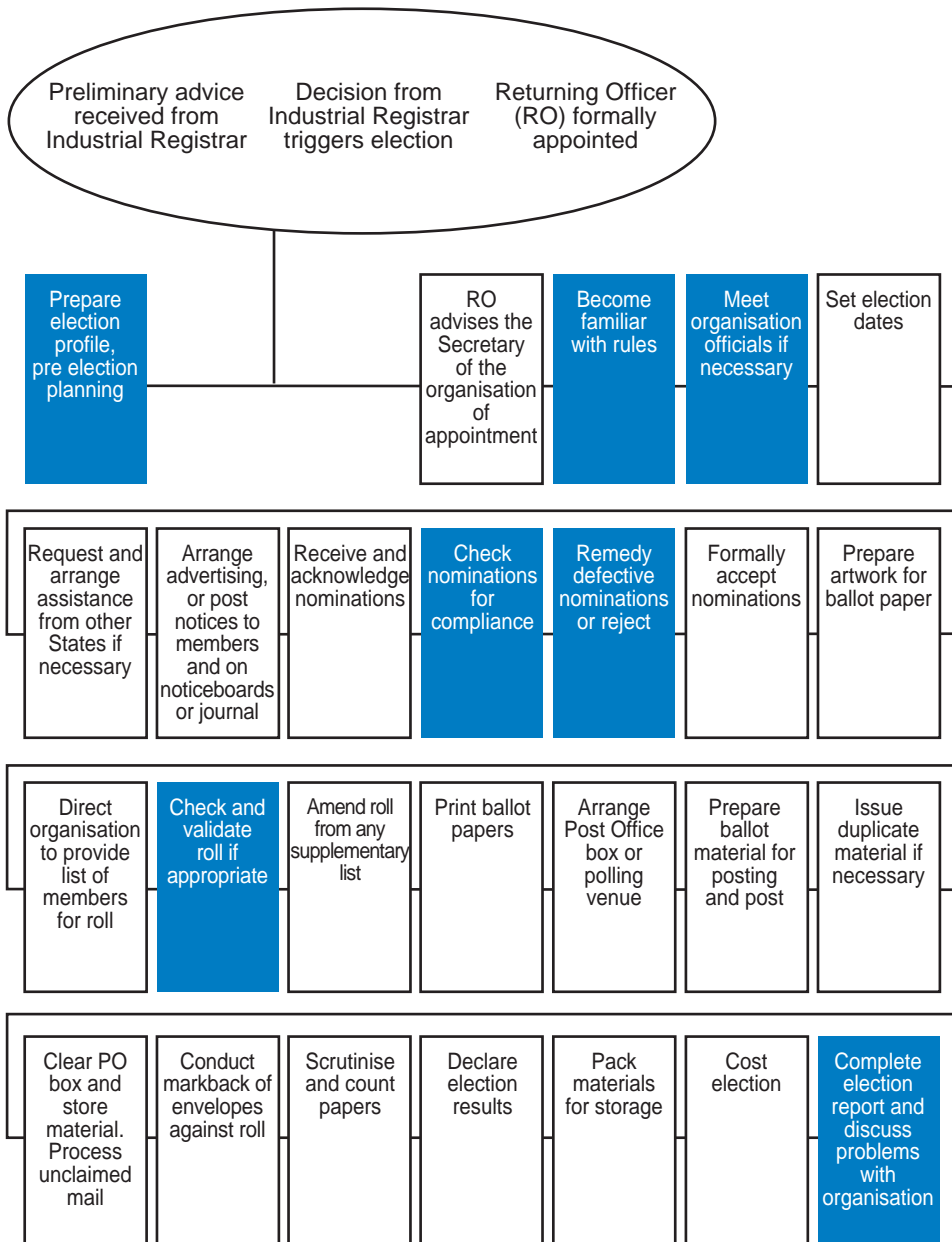 Preliminary advice
received from
Industrial Registrar
Decision from
Industrial Registrar
triggers election
Returning Officer
(RO) formally
appointed
Prepare
election
profile,
pre election
planning
RO
advises the
Secretary
of the
organisation
of
appointment
Become
familiar
with rules
Meet
organisation
officials if
necessary
Set election
dates
Request and
arrange
assistance
from other
States if
necessary
Arrange
advertising,
or post
notices to
members
and on
noticeboards
or journal
Receive and
acknowledge
nominations
Check
nominations
for
compliance
Remedy
defective
nominations
or reject
Formally
accept
nominations
Prepare
artwork for
ballot paper
Direct
organisation
to provide
list of
members
for roll
Check and
validate
roll if
appropriate
Amend roll
from any
supplementary
list
Print ballot
papers
Arrange
Post Office
box or
polling
venue
Prepare
ballot
material for
posting
and post
Issue
duplicate
material if
necessary
Clear PO
box and
store
material.
Process
unclaimed
mail
Conduct
markback of
envelopes
against roll
Scrutinise
and count
papers
Declare
election
results
Pack
materials
for storage
Cost
election
Complete
election
report and
discuss
problems
with
organisation